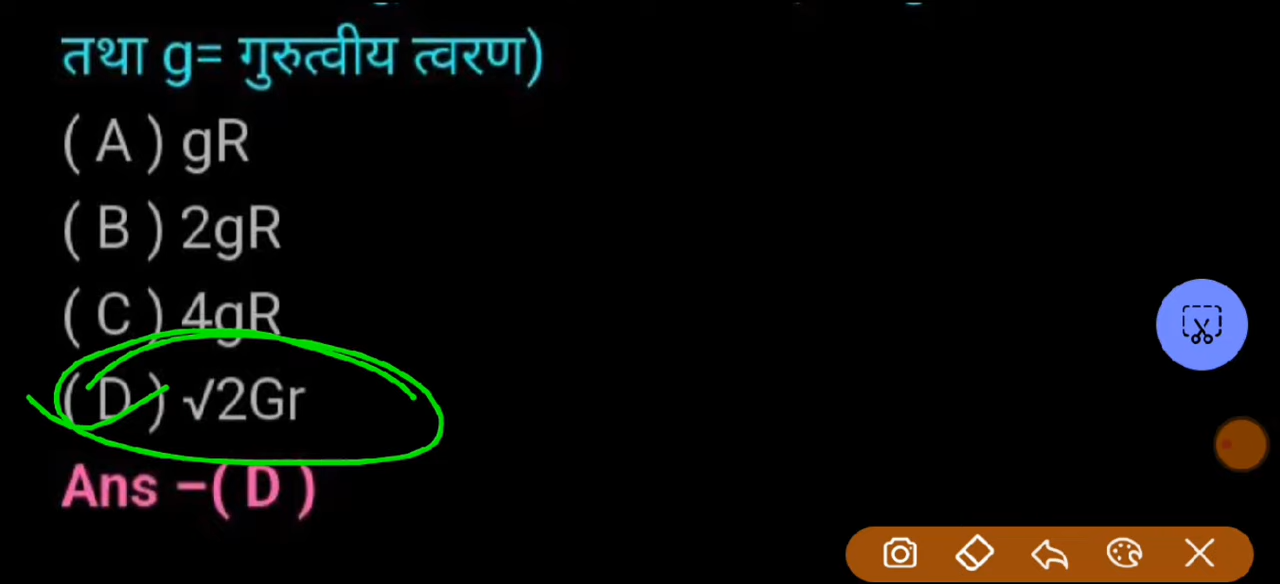 तथा g= गुरुत्वीय त्वरण)
( A ) gR
( B ) 2gR
( C ) 4gR
( D ) √2Gr
Ans –( D )